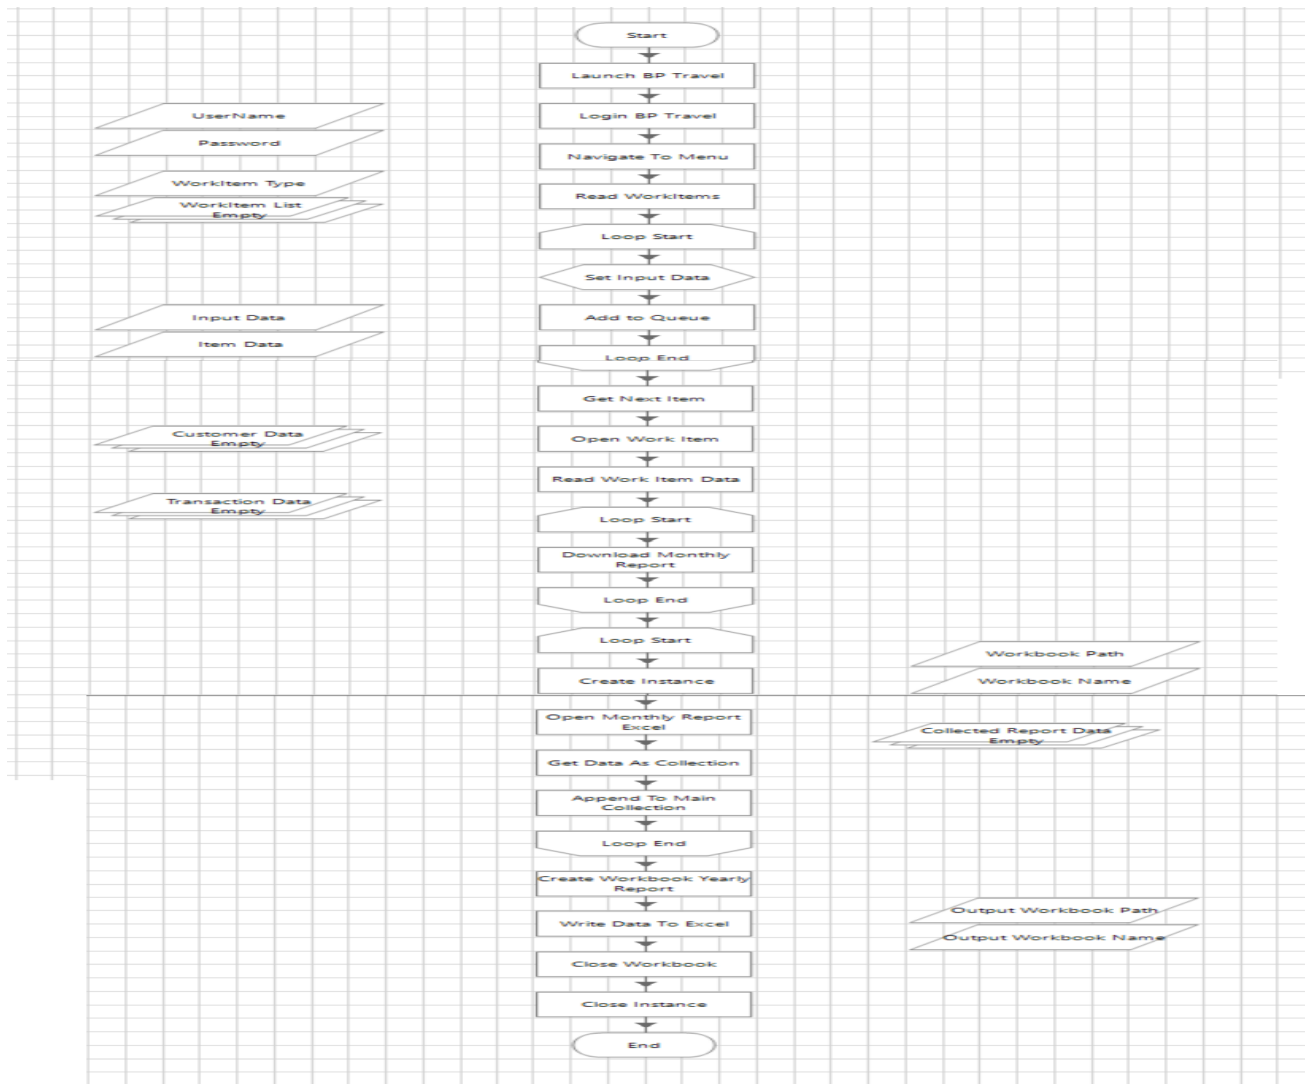 Start
Launch BP Travel
UserName
Login BP Travel
Password
Navigate To Menu
WorkItem Type
Read WorkItems
WorkItem List
Empty
Loop Start
Set Input Data
Input Data
Add to Queue
Item Data
Loop End
Get Next Item
Customer Data
Empty
Open Work Item
Read Work Item Data
Transaction Data
Empty
Loop Start
Download Monthly
Report
Loop End
Loop Start
Workbook Path
Create Instance
Workbook Name
Open Monthly Report
Excel
Collected Report Data
Empty
Get Data As Collection
Append To Main
Collection
Loop End
Create Workbook Yearly
Report
Output Workbook Path
Write Data To Excel
Output Workbook Name
Close Workbook
Close Instance
End